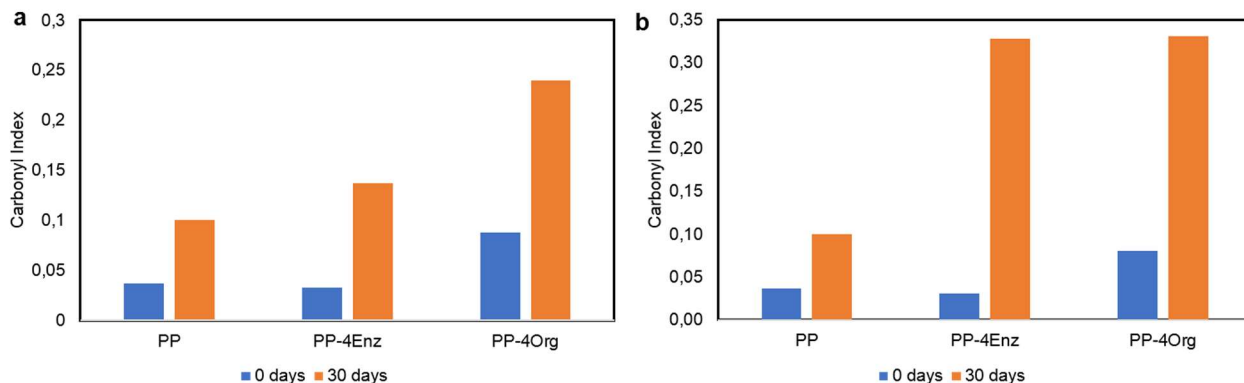 a
Carbonyl Index
0,3
0,25
0,2
0,15
0,1
0,05
0
PP
PP-4Enz
PP-4Org
0 days
30 days
b
Carbonyl Index
0,35
0,30
0,25
0,20
0,15
0,10
0,05
0,00
PP
PP-4Enz
PP-4Org
0 days
30 days